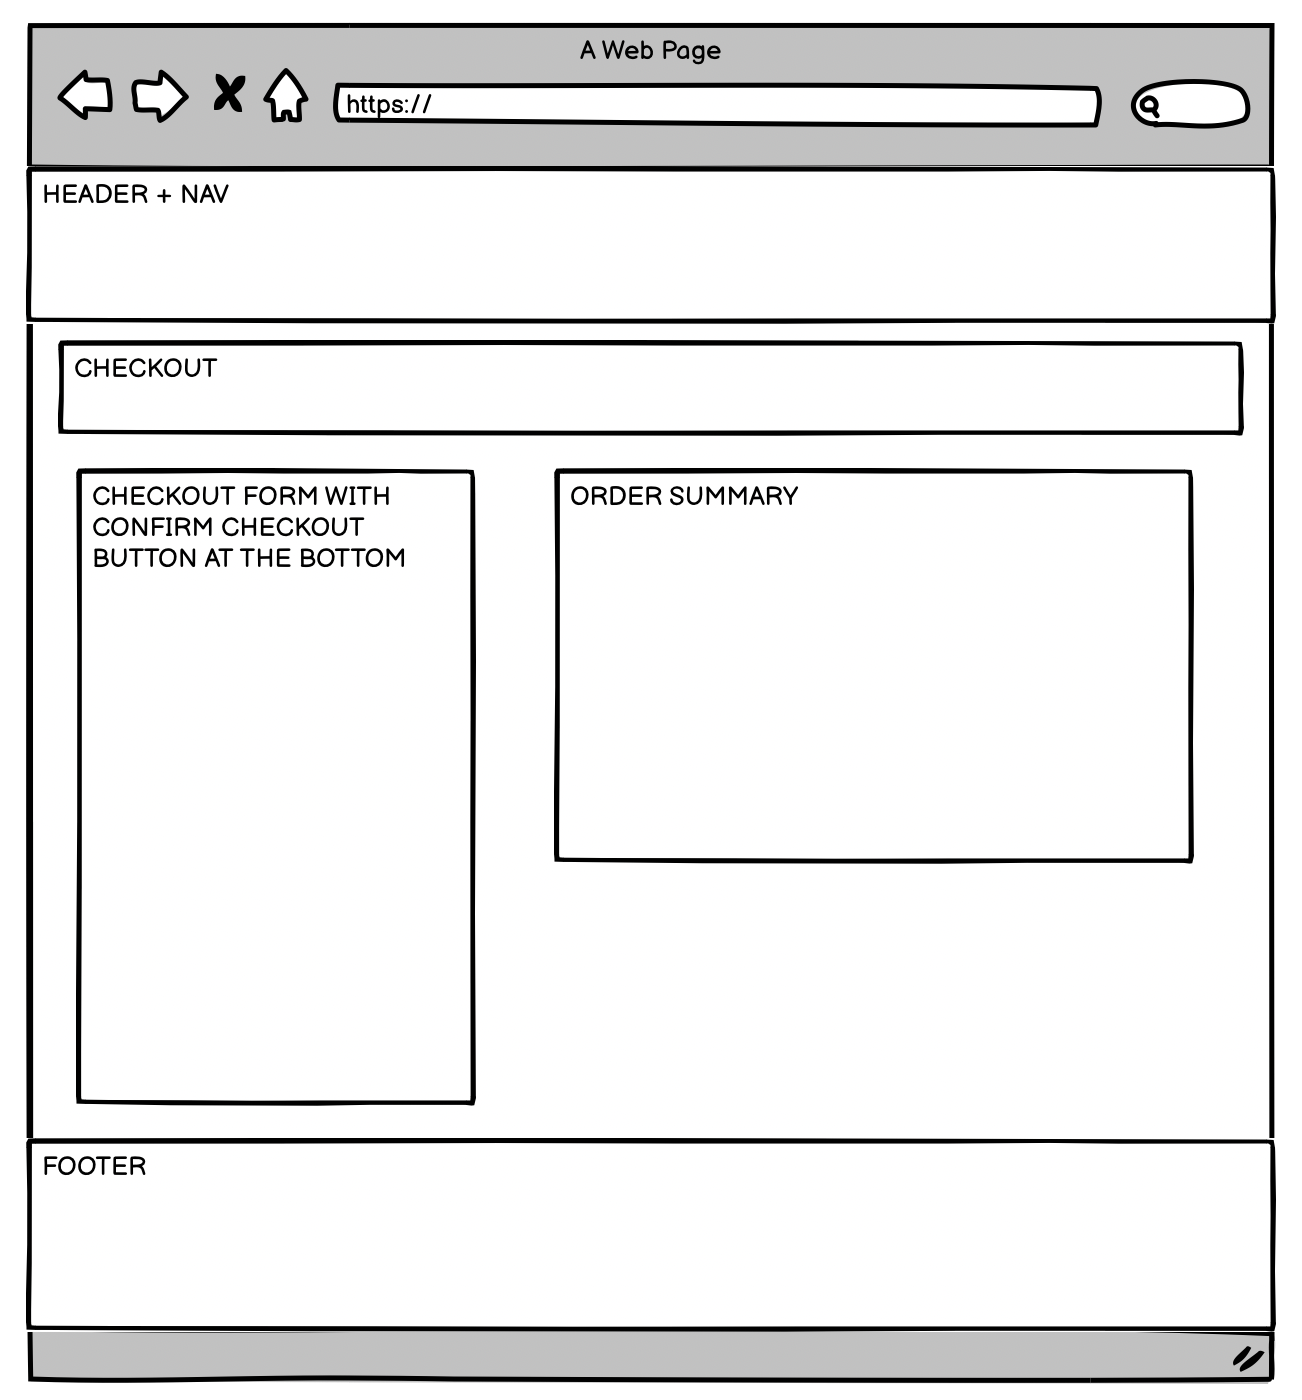 A Web Page
https://
HEADER + NAV
CHECKOUT
CHECKOUT FORM WITH
CONFIRM CHECKOUT
BUTTON AT THE BOTTOM
ORDER SUMMARY
FOOTER